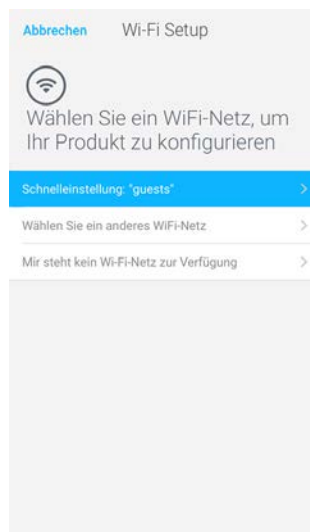 Abbrechen Wi-Fi Setup
Wählen Sie ein WiFi-Netz, um
Ihr Produkt zu konfigurieren
Schnelleinstellung: "guests"
Wählen Sie ein anderes WiFi-Netz
Mir steht kein Wi-Fi-Netz zur Verfügung